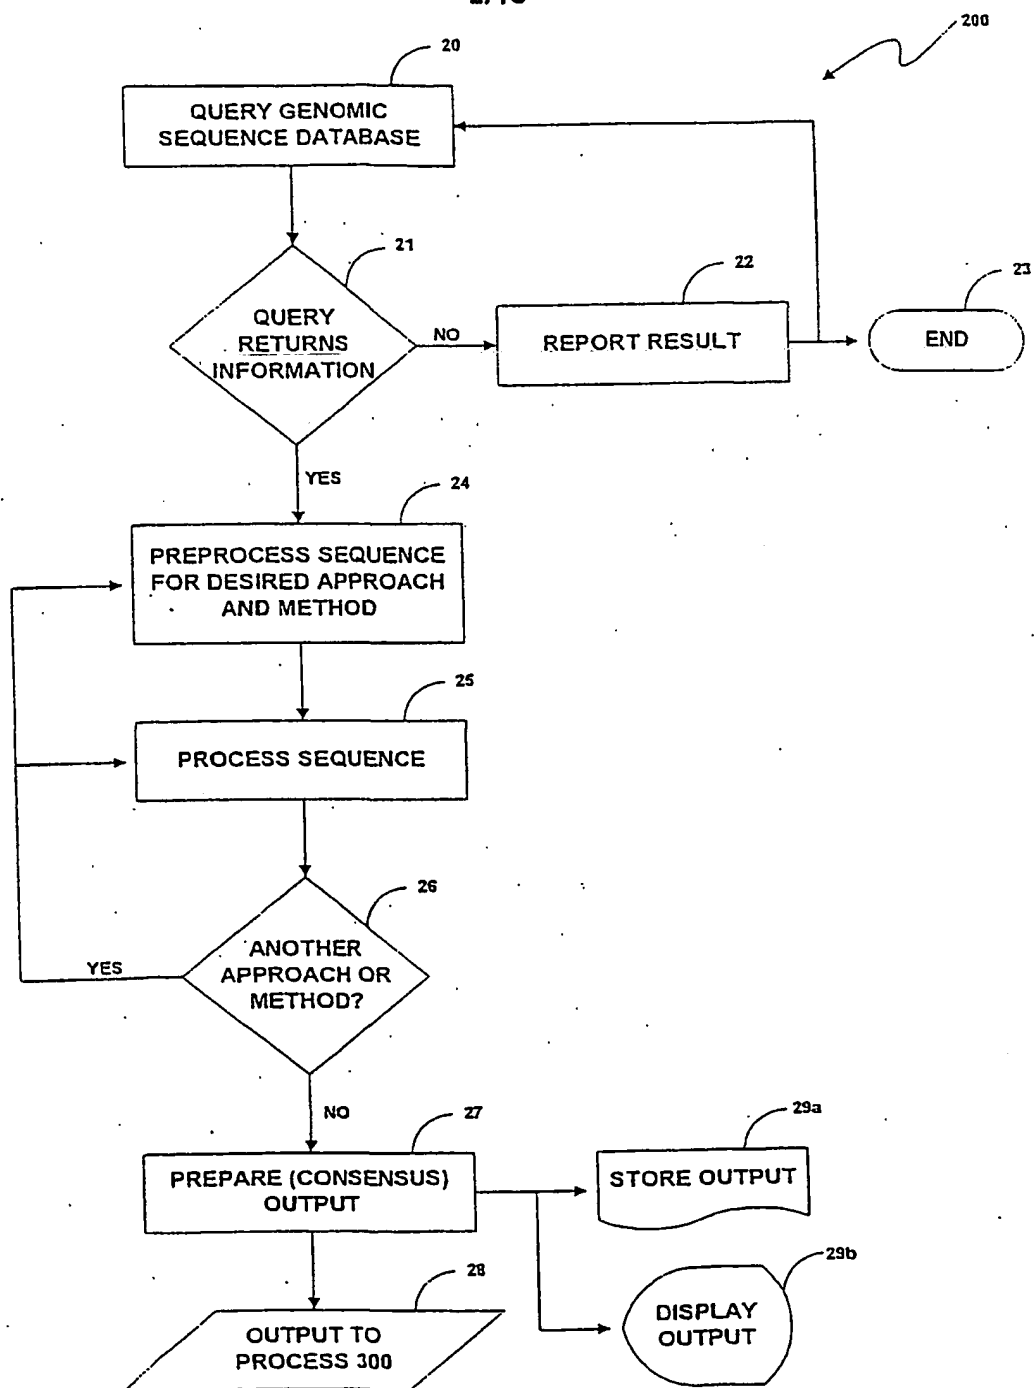 200
20
QUERY GENOMIC
SEQUENCE DATABASE
21
QUERY
RETURNS
INFORMATION
NO
22
REPORT RESULT
23
END
YES
24
PREPROCESS SEQUENCE
FOR DESIRED APPROACH
AND METHOD
25
PROCESS SEQUENCE
26
ANOTHER
APPROACH OR
METHOD?
YES
NO
27
PREPARE (CONSENSUS)
OUTPUT
29a
STORE OUTPUT
28
OUTPUT TO
PROCESS 300
29b
DISPLAY
OUTPUT